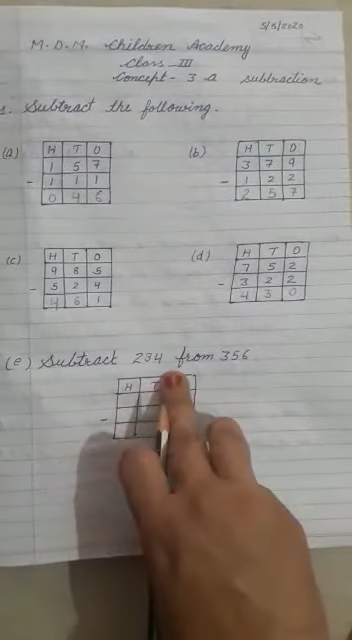 5/5/2020
M.D.M. Children Academy
Class III
Concept - 3 a subtraction
1. Subtract the following.
(a)
H T O
1 5 7
- 1 1 1
0 4 6
(b)
H T O
3 7 9
- 1 2 2
2 5 7
(c)
H T O
9 8 5
- 5 2 4
4 6 1
(d)
H T O
7 5 2
- 3 2 2
4 3 0
(e) Subtract 234 from 356
H T
-